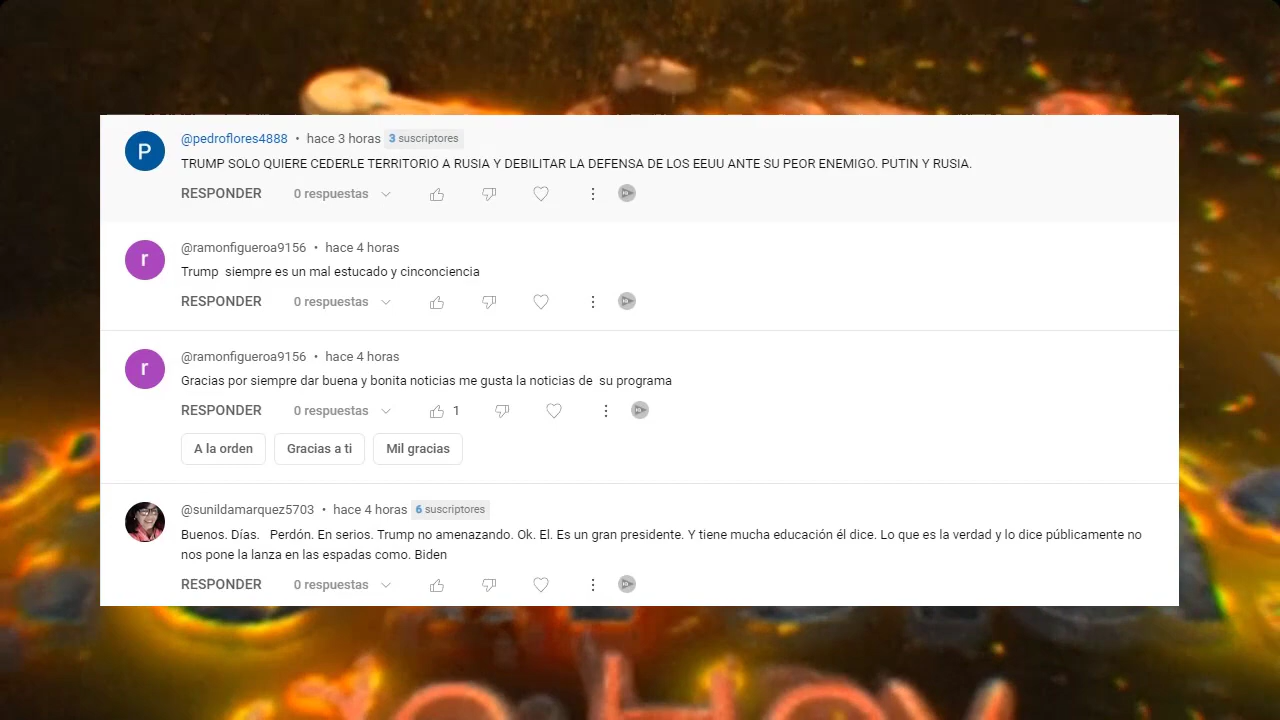 P
@pedroflores4888 • hace 3 horas 3 suscriptores
TRUMP SOLO QUIERE CEDERLE TERRITORIO A RUSIA Y DEBILITAR LA DEFENSA DE LOS EEUU ANTE SU PEOR ENEMIGO. PUTIN Y RUSIA.
RESPONDER 0 respuestas
r
@ramonfigueroa9156 • hace 4 horas
Trump siempre es un mal estucado y cinconciencia
RESPONDER 0 respuestas
r
@ramonfigueroa9156 • hace 4 horas
Gracias por siempre dar buena y bonita noticias me gusta la noticias de su programa
RESPONDER 0 respuestas 1
A la orden Gracias a ti Mil gracias
@sunildamarquez5703 • hace 4 horas 6 suscriptores
Buenos. Días. Perdón. En serios. Trump no amenazando. Ok. El. Es un gran presidente. Y tiene mucha educación él dice. Lo que es la verdad y lo dice públicamente no
nos pone la lanza en las espadas como. Biden
RESPONDER 0 respuestas